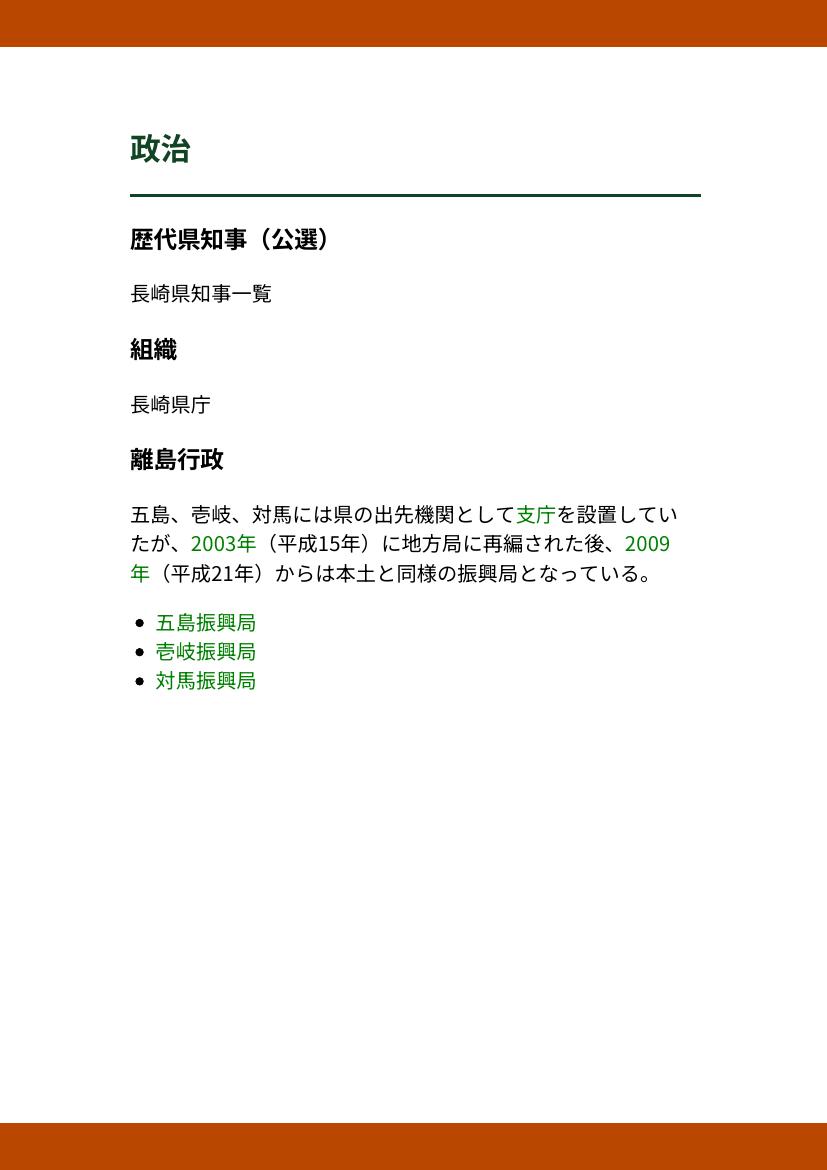 政治
歴代県知事（公選）
長崎県知事一覧
組織
長崎県庁
離島行政
五島、壱岐、対馬には県の出先機関として支庁を設置してい
たが、2003年（平成15年）に地方局に再編された後、2009
年（平成21年）からは本土と同様の振興局となっている。
• 五島振興局
• 壱岐振興局
• 対馬振興局